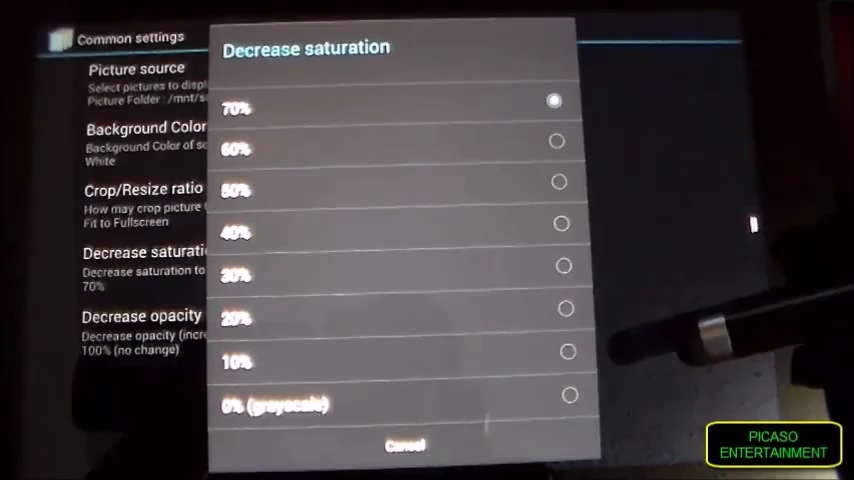 Common settings
Picture source
Select pictures to displ
Picture Folder : /mnt/s
Background Color
Background Color of sc
White
Crop/Resize ratio
How may crop picture
Fit to Fullscreen
Decrease saturati
Decrease saturation to
70%
Decrease opacity
Decrease opacity (incre
100% (no change)
Decrease saturation
70%
60%
50%
40%
30%
20%
10%
0% (grayscale)
Cancel
PICASO
ENTERTAINMENT